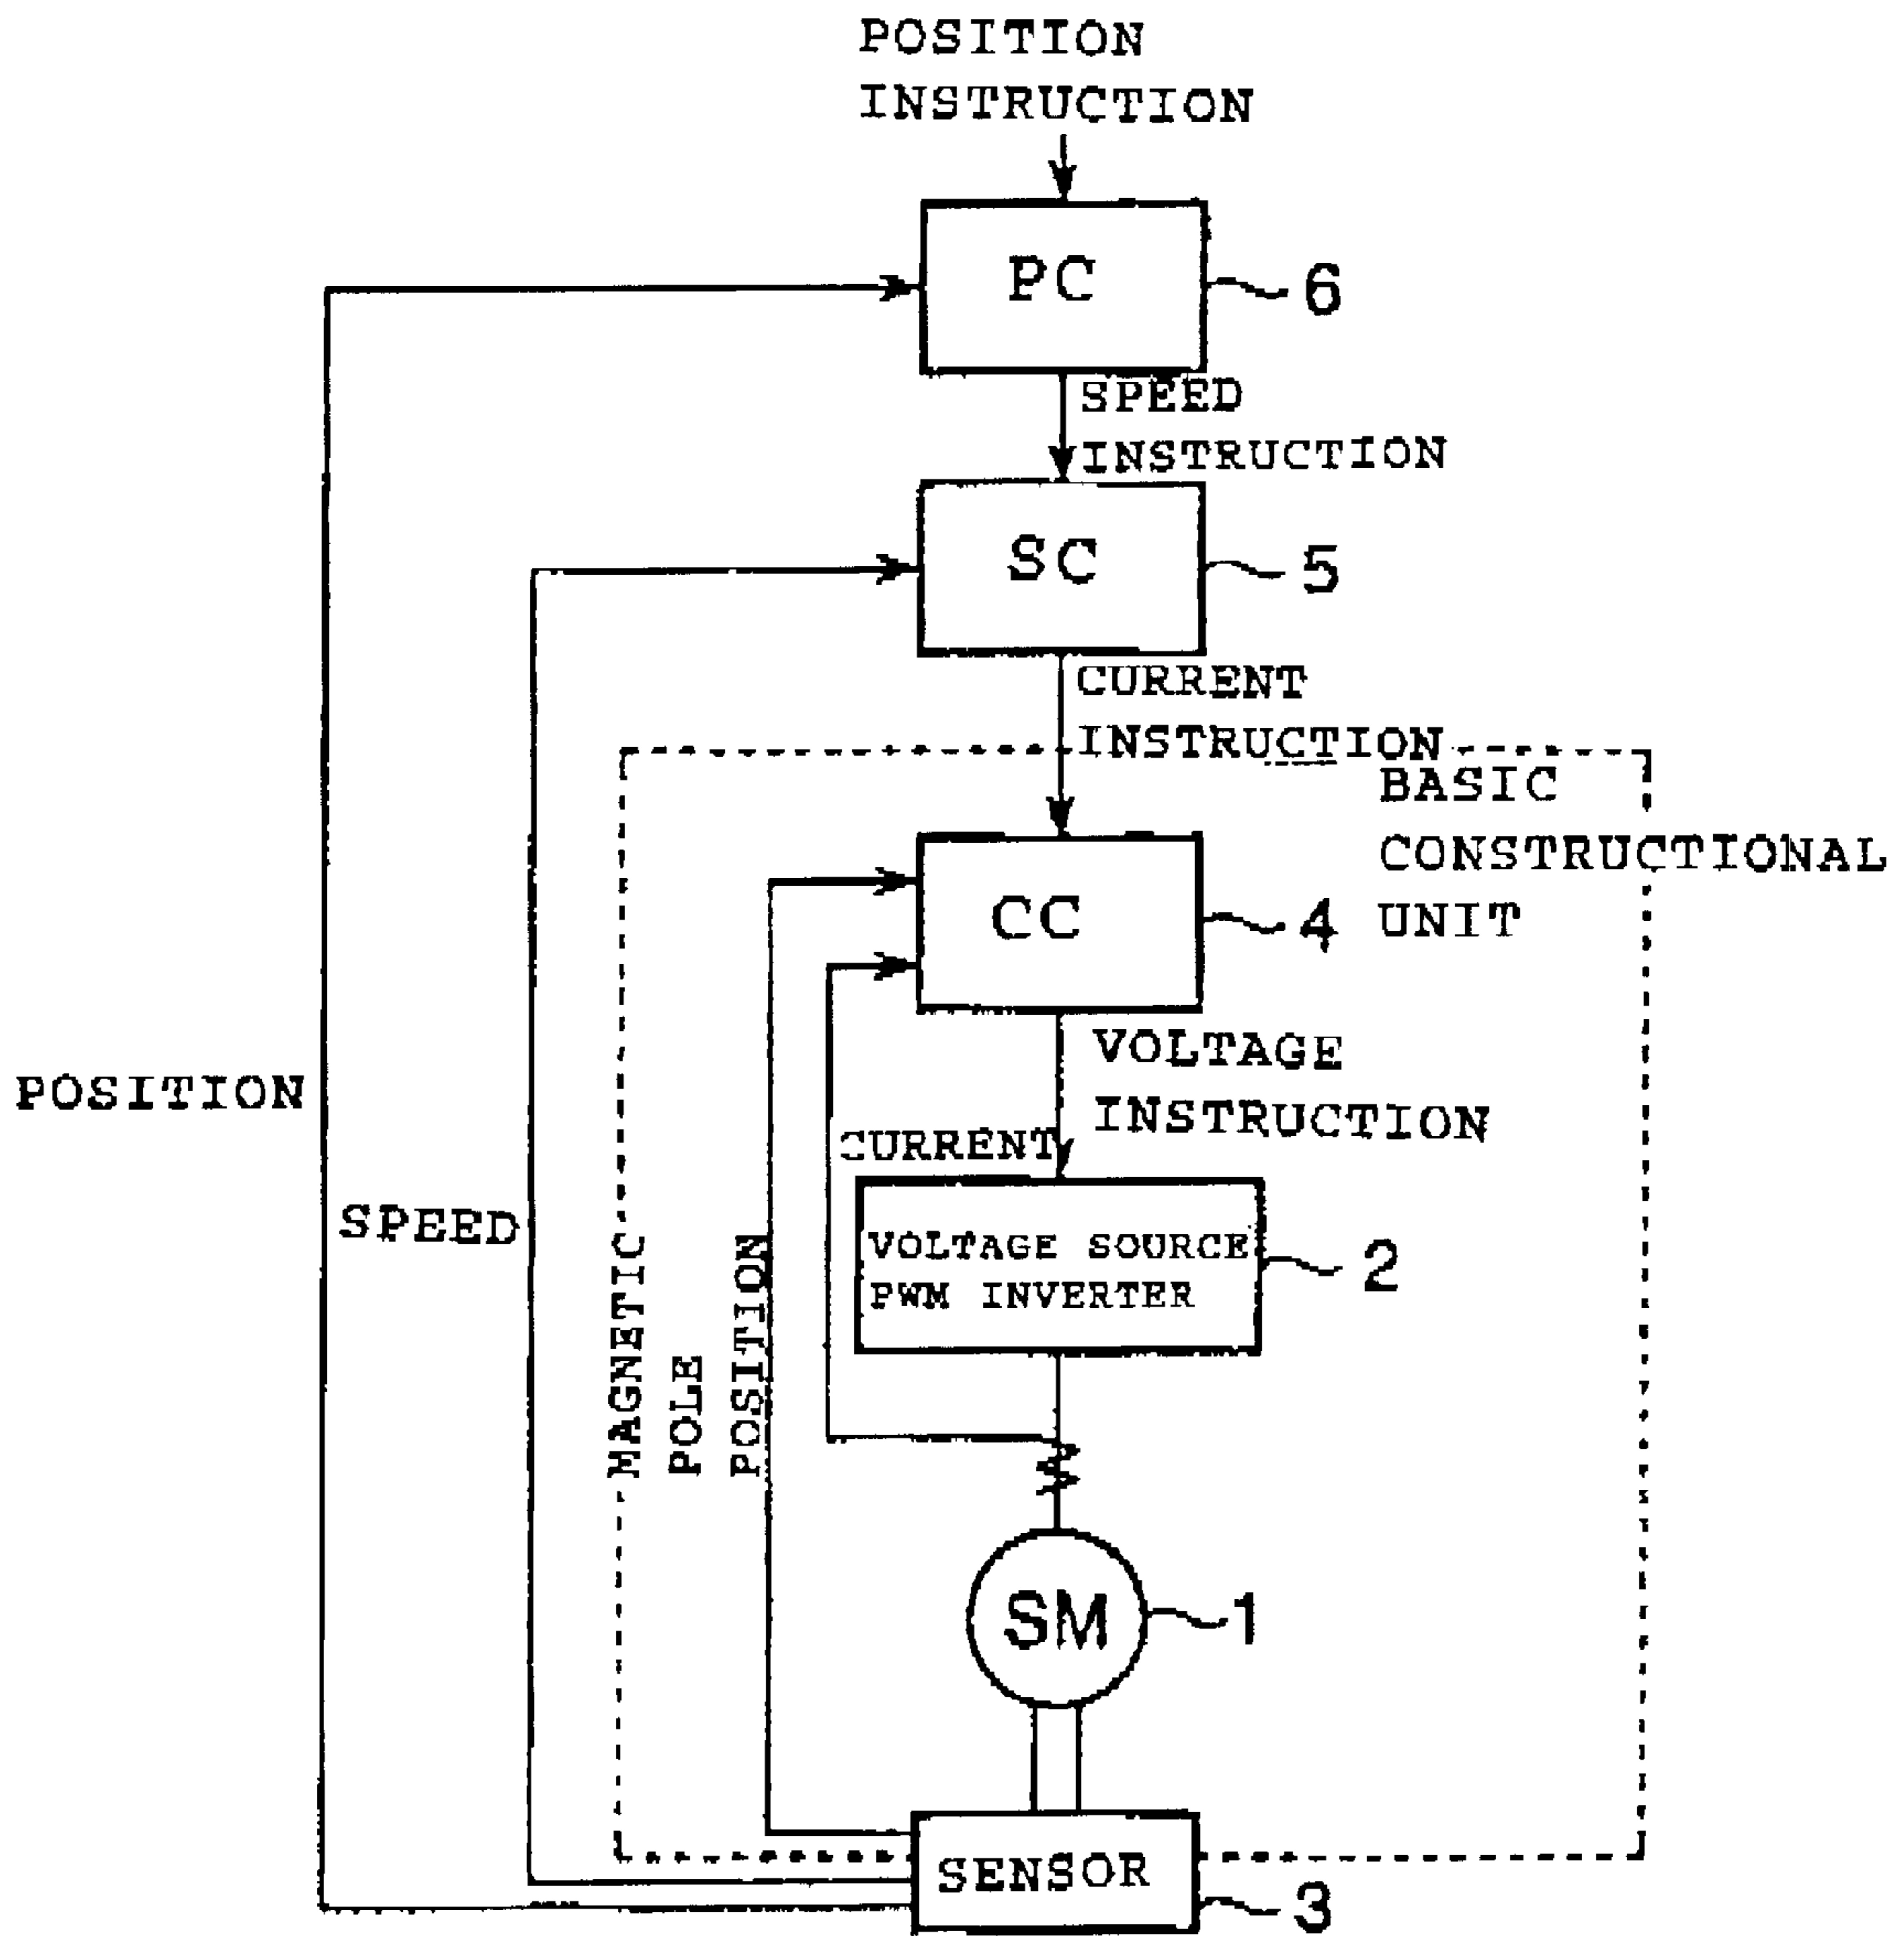 POSITION
INSTRUCTION
PC
6
SPEED
INSTRUCTION
SC
5
CURRENT
INSTRUCTION
BASIC
CONSTRUCTIONAL
UNIT
CC
4
VOLTAGE
INSTRUCTION
POSITION
CURRENT
SPEED
VOLTAGE SOURCE
PWM INVERTER
2
MAGNETIC
POLE
POSITION
SM
1
SENSOR
3